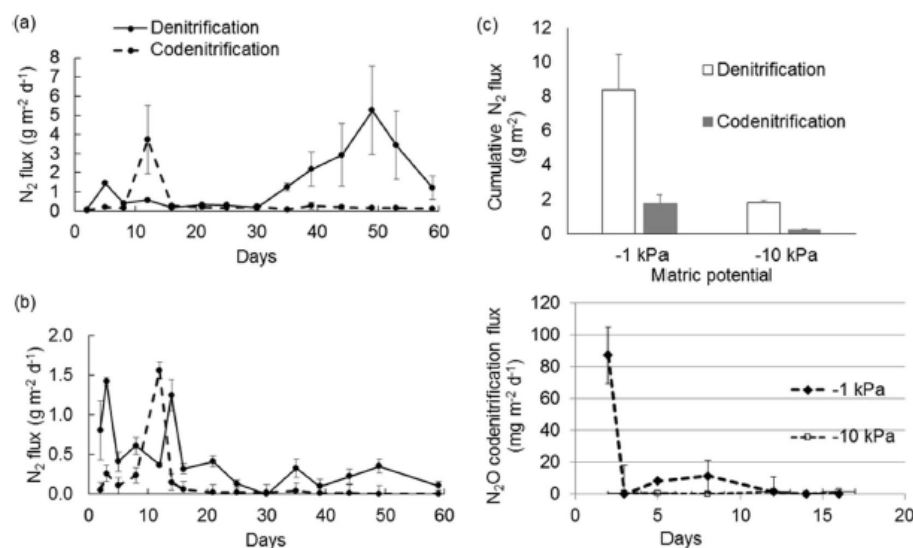 (a)
Denitrification
Codenitrification
N₂ flux (g m⁻² d⁻¹)
8
7
6
5
4
3
2
1
0
0 10 20 30 40 50 60
Days
(b)
N₂ flux (g m⁻² d⁻¹)
2.0
1.5
1.0
0.5
0.0
0 10 20 30 40 50 60
Days
(c)
Cumulative N₂ flux
(g m⁻²)
12
10
8
6
4
2
0
Denitrification
Codenitrification
-1 kPa -10 kPa
Matric potential
N₂O codenitrification flux
(mg m⁻² d⁻¹)
120
100
80
60
40
20
0
-1 kPa
-10 kPa
0 5 10 15 20
Days